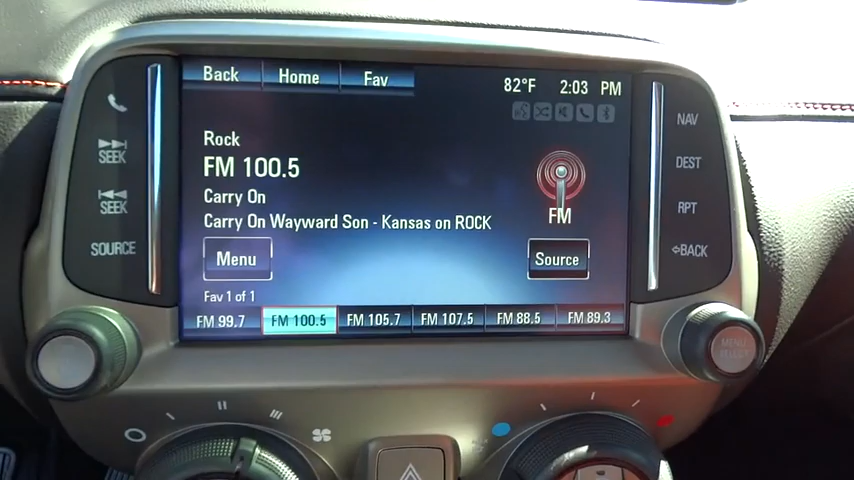 Back Home Fav 82°F 2:03 PM
Rock
FM 100.5
Carry On
Carry On Wayward Son - Kansas on ROCK
FM
Menu Source
Fav 1 of 1
FM 99.7 FM 100.5 FM 105.7 FM 107.5 FM 88.5 FM 89.3
SEEK
SEEK
SOURCE
NAV
DEST
RPT
BACK
MENU
SELECT